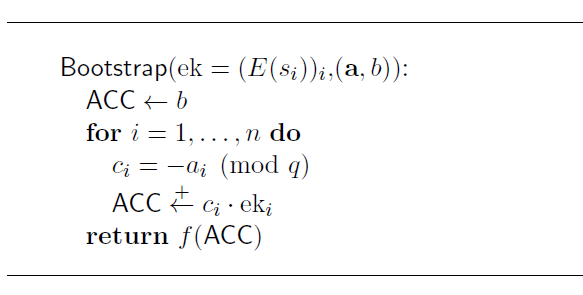 Bootstrap(ek = (E(s_i))_i,(a, b)):
ACC ← b
for i = 1, . . . , n do
c_i = −a_i (mod q)
ACC ←⁺ c_i · ek_i
return f(ACC)